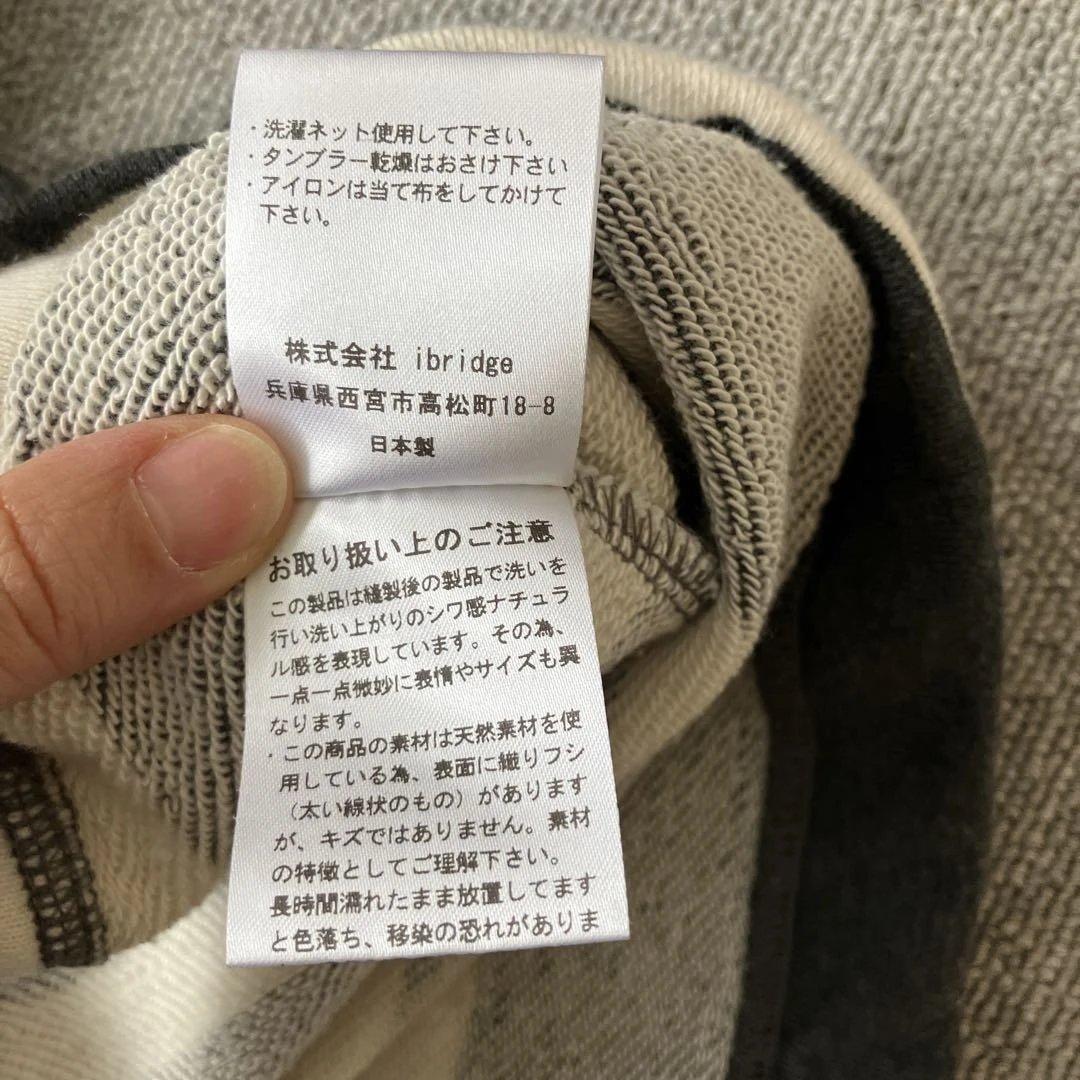 ・洗濯ネット使用して下さい。
・タンブラー乾燥はおさけ下さい
・アイロンは当て布をしてかけて
下さい。
株式会社 ibridge
兵庫県西宮市高松町18-8
日本製
お取り扱い上のご注意
この製品は縫製後の製品で洗いを
行い洗い上がりのシワ感ナチュラ
ル感を表現しています。その為、
一点一点微妙に表情やサイズも異
なります。
・この商品の素材は天然素材を使
用している為、表面に織りフシ
（太い線状のもの）があります
が、キズではありません。素材
の特徴としてご理解下さい。
長時間濡れたまま放置してますと
と色落ち、移染の恐れがありま